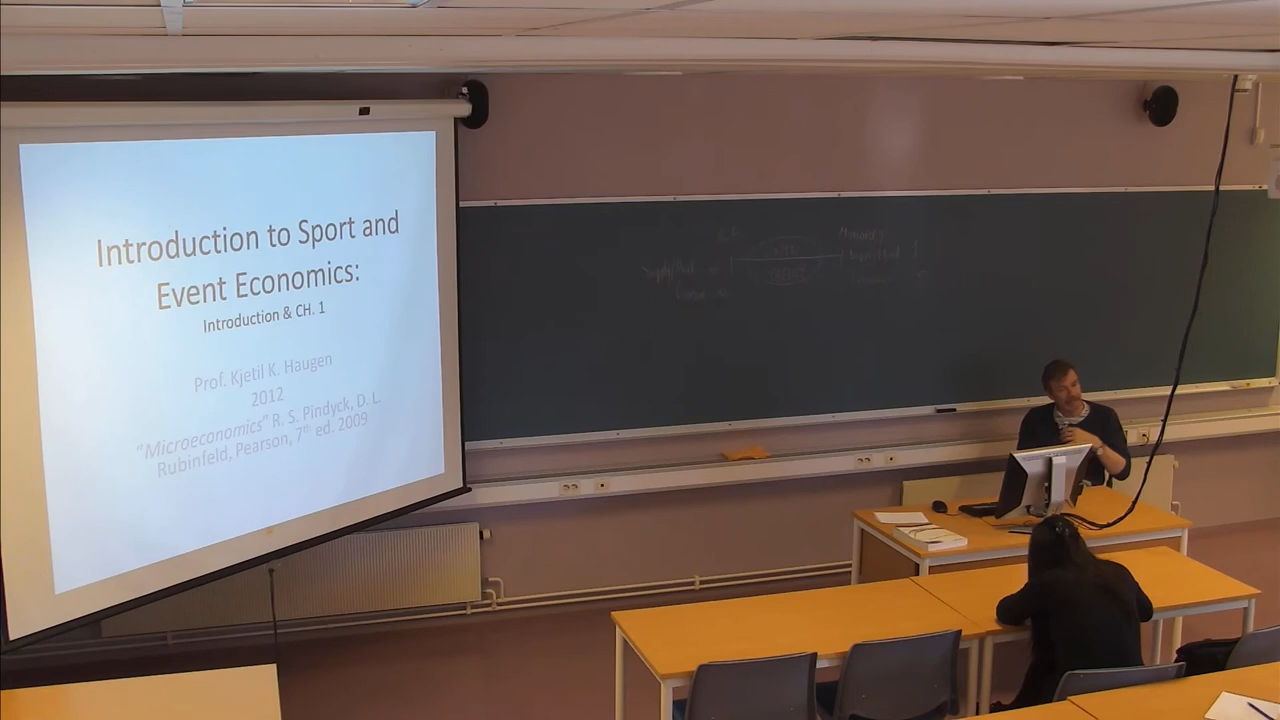 Introduction to Sport and
Event Economics:
Introduction & CH. 1
Prof. Kjetil K. Haugen
2012
"Microeconomics" R. S. Pindyck, D. L.
Rubinfeld, Pearson, 7th ed. 2009